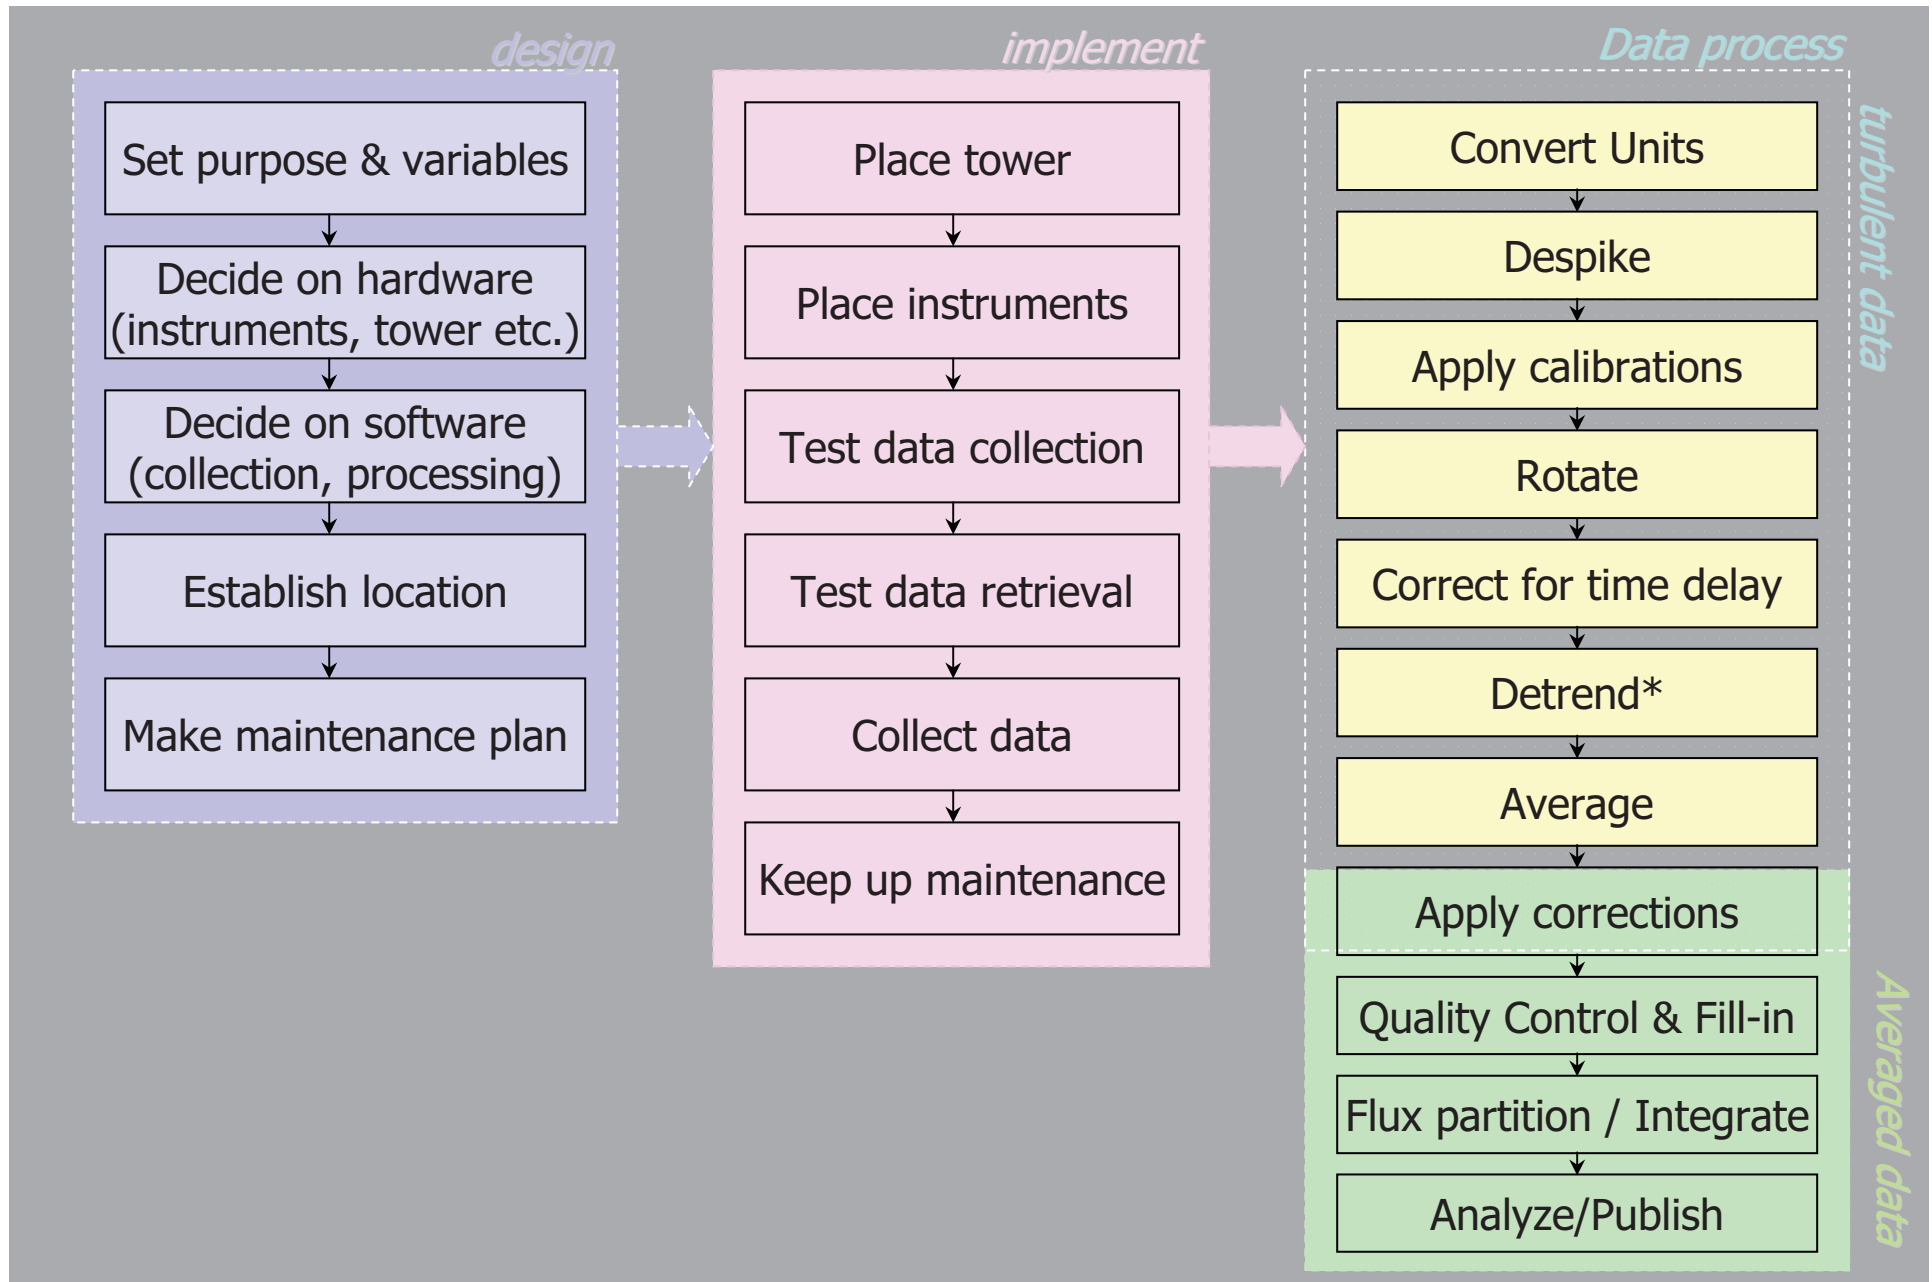 design
Set purpose & variables
Decide on hardware
(instruments, tower etc.)
Decide on software
(collection, processing)
Establish location
Make maintenance plan
implement
Place tower
Place instruments
Test data collection
Test data retrieval
Collect data
Keep up maintenance
Data process
turbulent data
Convert Units
Despike
Apply calibrations
Rotate
Correct for time delay
Detrend*
Average
Apply corrections
Quality Control & Fill-in
Flux partition / Integrate
Analyze/Publish
Averaged data